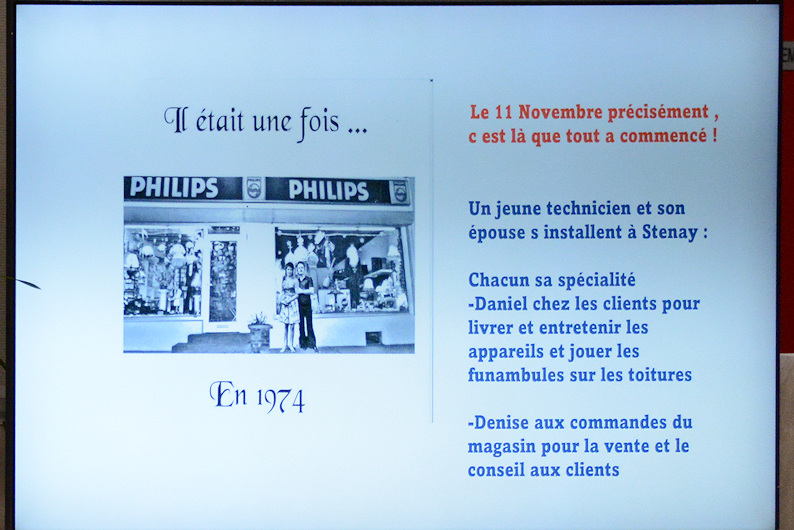 Il était une fois ...
PHILIPS PHILIPS
En 1974
Le 11 Novembre précisément ,
c est là que tout a commencé !
Un jeune technicien et son
épouse s installent à Stenay :
Chacun sa spécialité
-Daniel chez les clients pour
livrer et entretenir les
appareils et jouer les
funambules sur les toitures
-Denise aux commandes du
magasin pour la vente et le
conseil aux clients